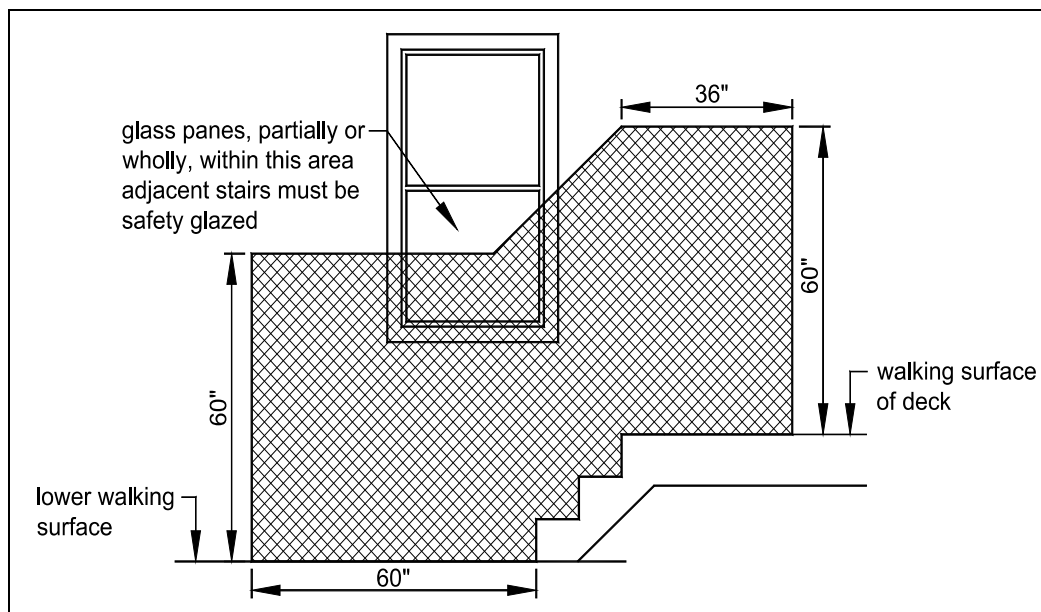 36"
glass panes, partially or
wholly, within this area
adjacent stairs must be
safety glazed
60"
walking surface
of deck
60"
lower walking
surface
60"